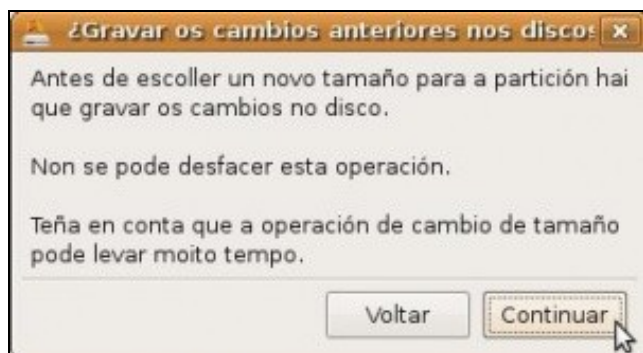 ¿Gravar os cambios anteriores nos discos
Antes de escoller un novo tamaño para a partición hai
que gravar os cambios no disco.
Non se pode desfacer esta operación.
Teña en conta que a operación de cambio de tamaño
pode levar moito tempo.
Voltar
Continuar